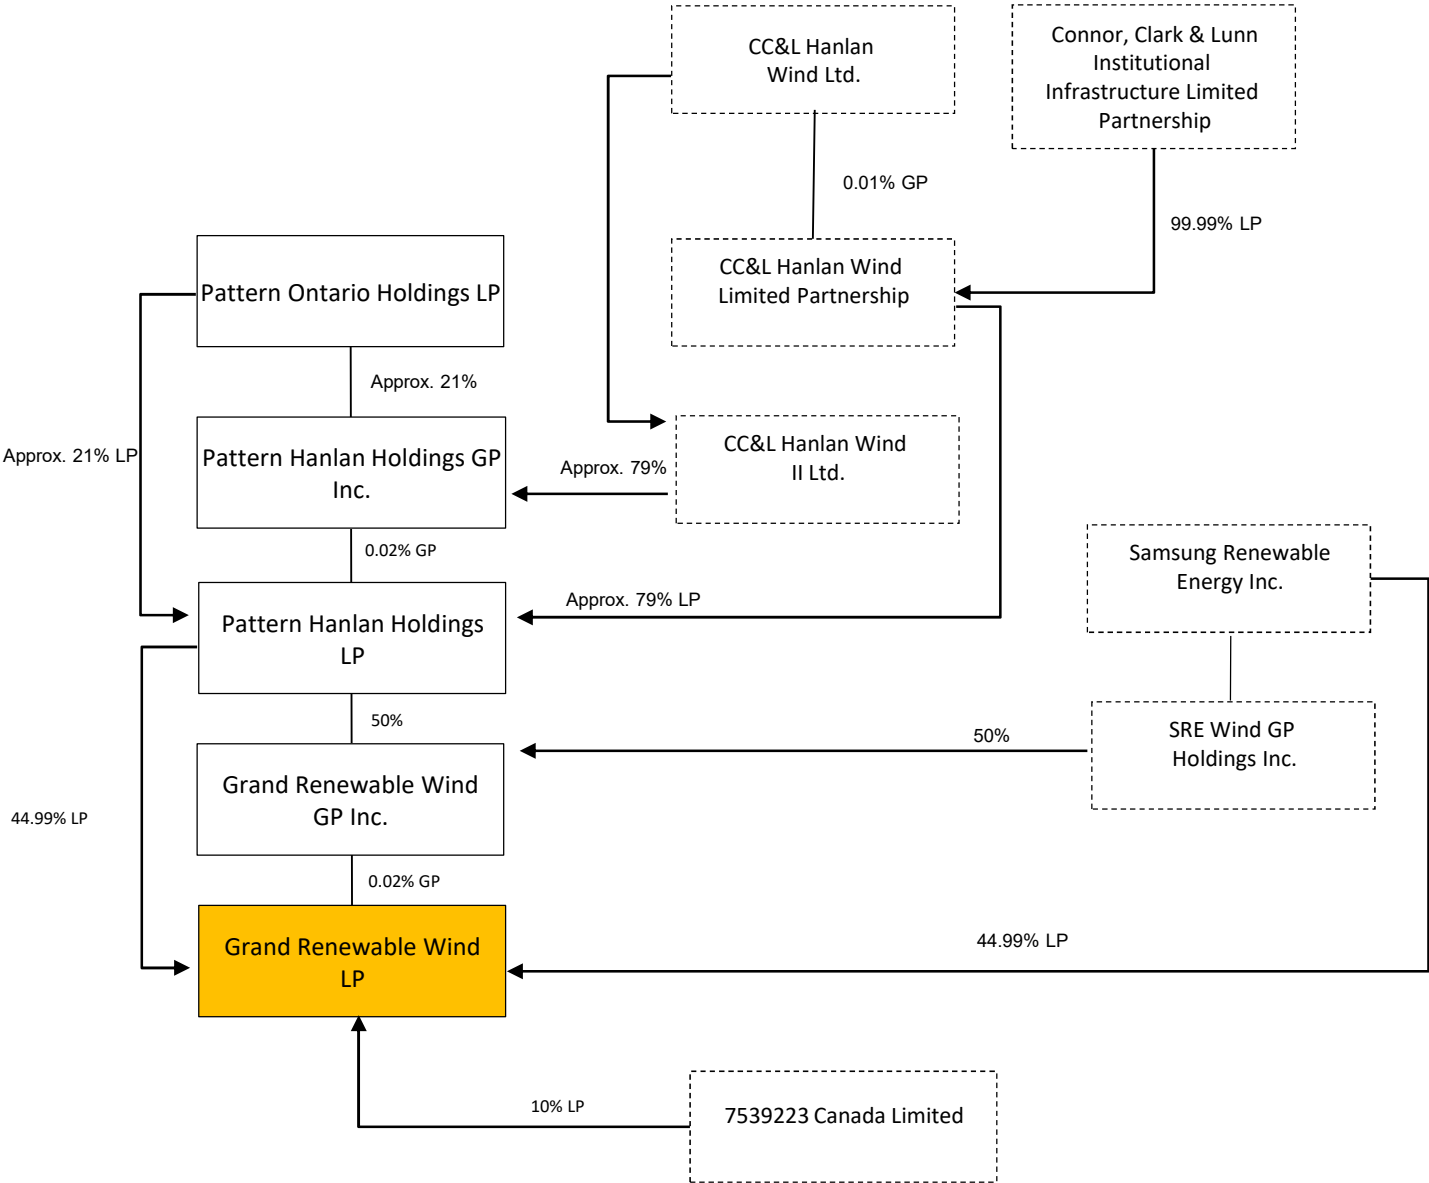 CC&L Hanlan
Wind Ltd.
Connor, Clark & Lunn
Institutional
Infrastructure Limited
Partnership
0.01% GP
99.99% LP
CC&L Hanlan Wind
Limited Partnership
Pattern Ontario Holdings LP
Approx. 21%
Approx. 21% LP
Pattern Hanlan Holdings GP
Inc.
Approx. 79%
CC&L Hanlan Wind
II Ltd.
0.02% GP
Samsung Renewable
Energy Inc.
Approx. 79% LP
Pattern Hanlan Holdings
LP
50%
50%
SRE Wind GP
Holdings Inc.
Grand Renewable Wind
GP Inc.
44.99% LP
0.02% GP
Grand Renewable Wind
LP
44.99% LP
10% LP
7539223 Canada Limited